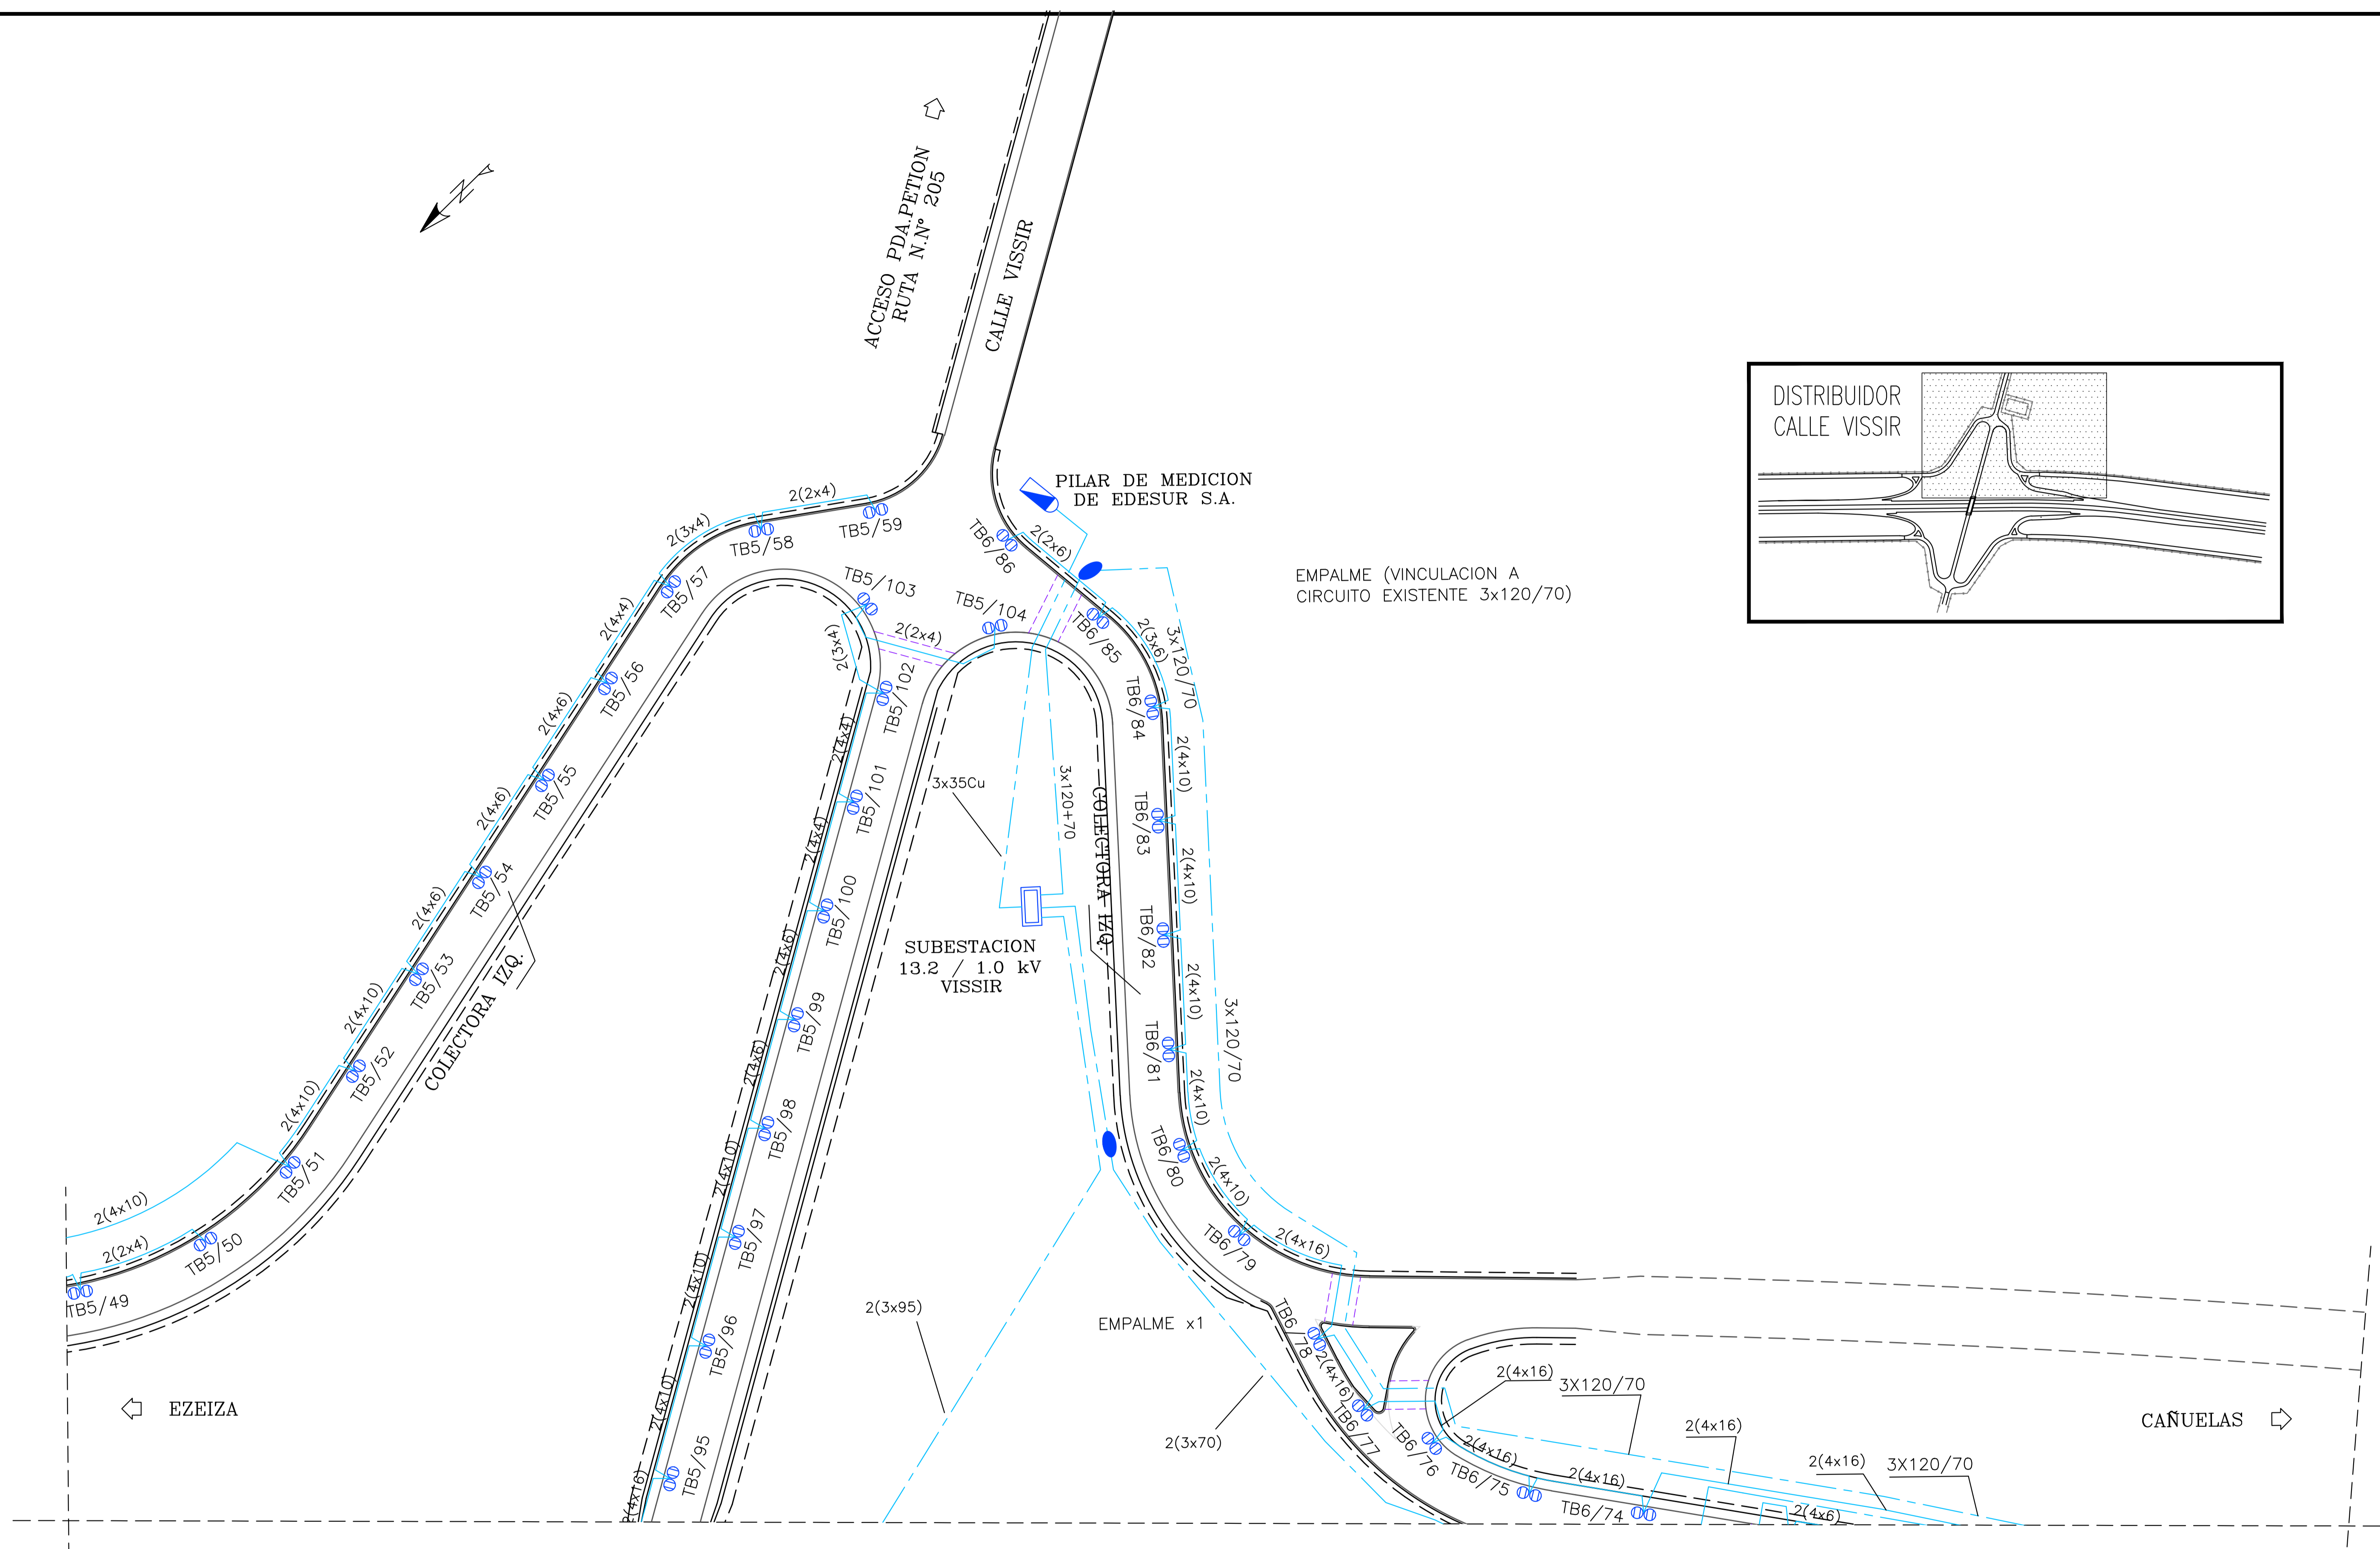 ACCESO PDA.PETION
RUTA N.Nº 205
CALLE VISSIR
N
DISTRIBUIDOR
CALLE VISSIR
PILAR DE MEDICION
DE EDESUR S.A.
EMPALME (VINCULACION A
CIRCUITO EXISTENTE 3x120/70)
2(2x4)
TB5/59
2(3x4)
TB5/58
TB5/57
2(4x4)
TB5/56
2(4x6)
TB5/55
2(4x6)
TB5/54
2(4x6)
TB5/53
2(4x10)
TB5/52
2(4x10)
TB5/51
COLECTORA IZQ.
2(4x10)
2(2x4)
TB5/50
TB5/49
TB5/103
TB5/104
2(2x4)
2(3x4)
TB5/102
2(4x4)
TB5/101
2(4x4)
TB5/100
2(4x6)
TB5/99
2(4x6)
TB5/98
2(4x10)
TB5/97
2(4x10)
TB5/96
2(4x10)
TB5/95
2(4x16)
TB6/86
2(2x6)
TB6/85
2(3x6)
3x120/70
TB6/84
2(4x10)
TB6/83
2(4x10)
TB6/82
2(4x10)
TB6/81
2(4x10)
3x120/70
TB6/80
2(4x10)
TB6/79
2(4x16)
3x35Cu
3x120+70
COLECTORA IZQ.
SUBESTACION
13.2 / 1.0 kV
VISSIR
2(3x95)
EMPALME x1
2(3x70)
TB6/78
2(4x16)
TB6/77
TB6/76
2(4x16)
3X120/70
2(4x16)
TB6/75
2(4x16)
TB6/74
2(4x16)
2(4x16)
3X120/70
2(4x6)
EZEIZA
CAÑUELAS